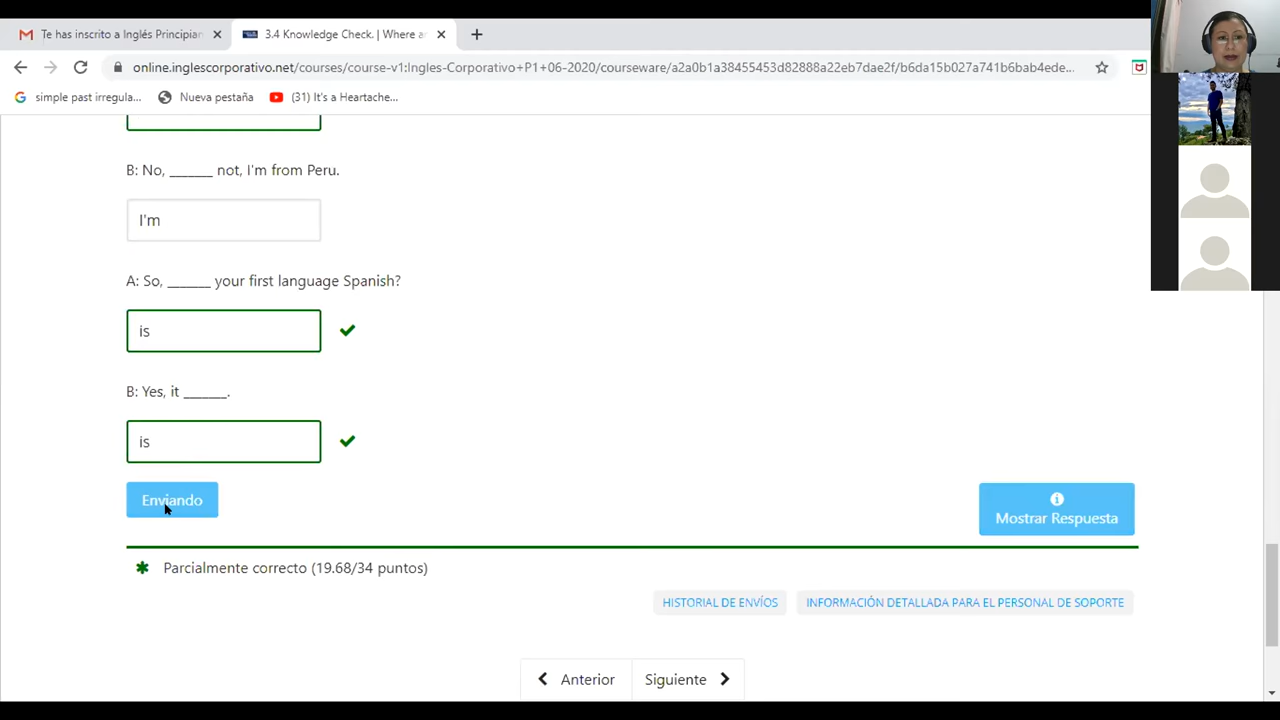 Te has inscrito a Inglés Principian
3.4 Knowledge Check. | Where a
online.inglescorporativo.net/courses/course-v1:Ingles-Corporativo+P1+06-2020/courseware/a2a0b1a38455453d82888a22eb7dae2f/b6da15b027a741b6bab4ede...
simple past irregula...
Nueva pestaña
(31) It's a Heartache...
B: No, _______ not, I'm from Peru.
I'm
A: So, _______ your first language Spanish?
is
B: Yes, it _______.
is
Enviando
Mostrar Respuesta
Parcialmente correcto (19.68/34 puntos)
HISTORIAL DE ENVÍOS
INFORMACIÓN DETALLADA PARA EL PERSONAL DE SOPORTE
Anterior
Siguiente